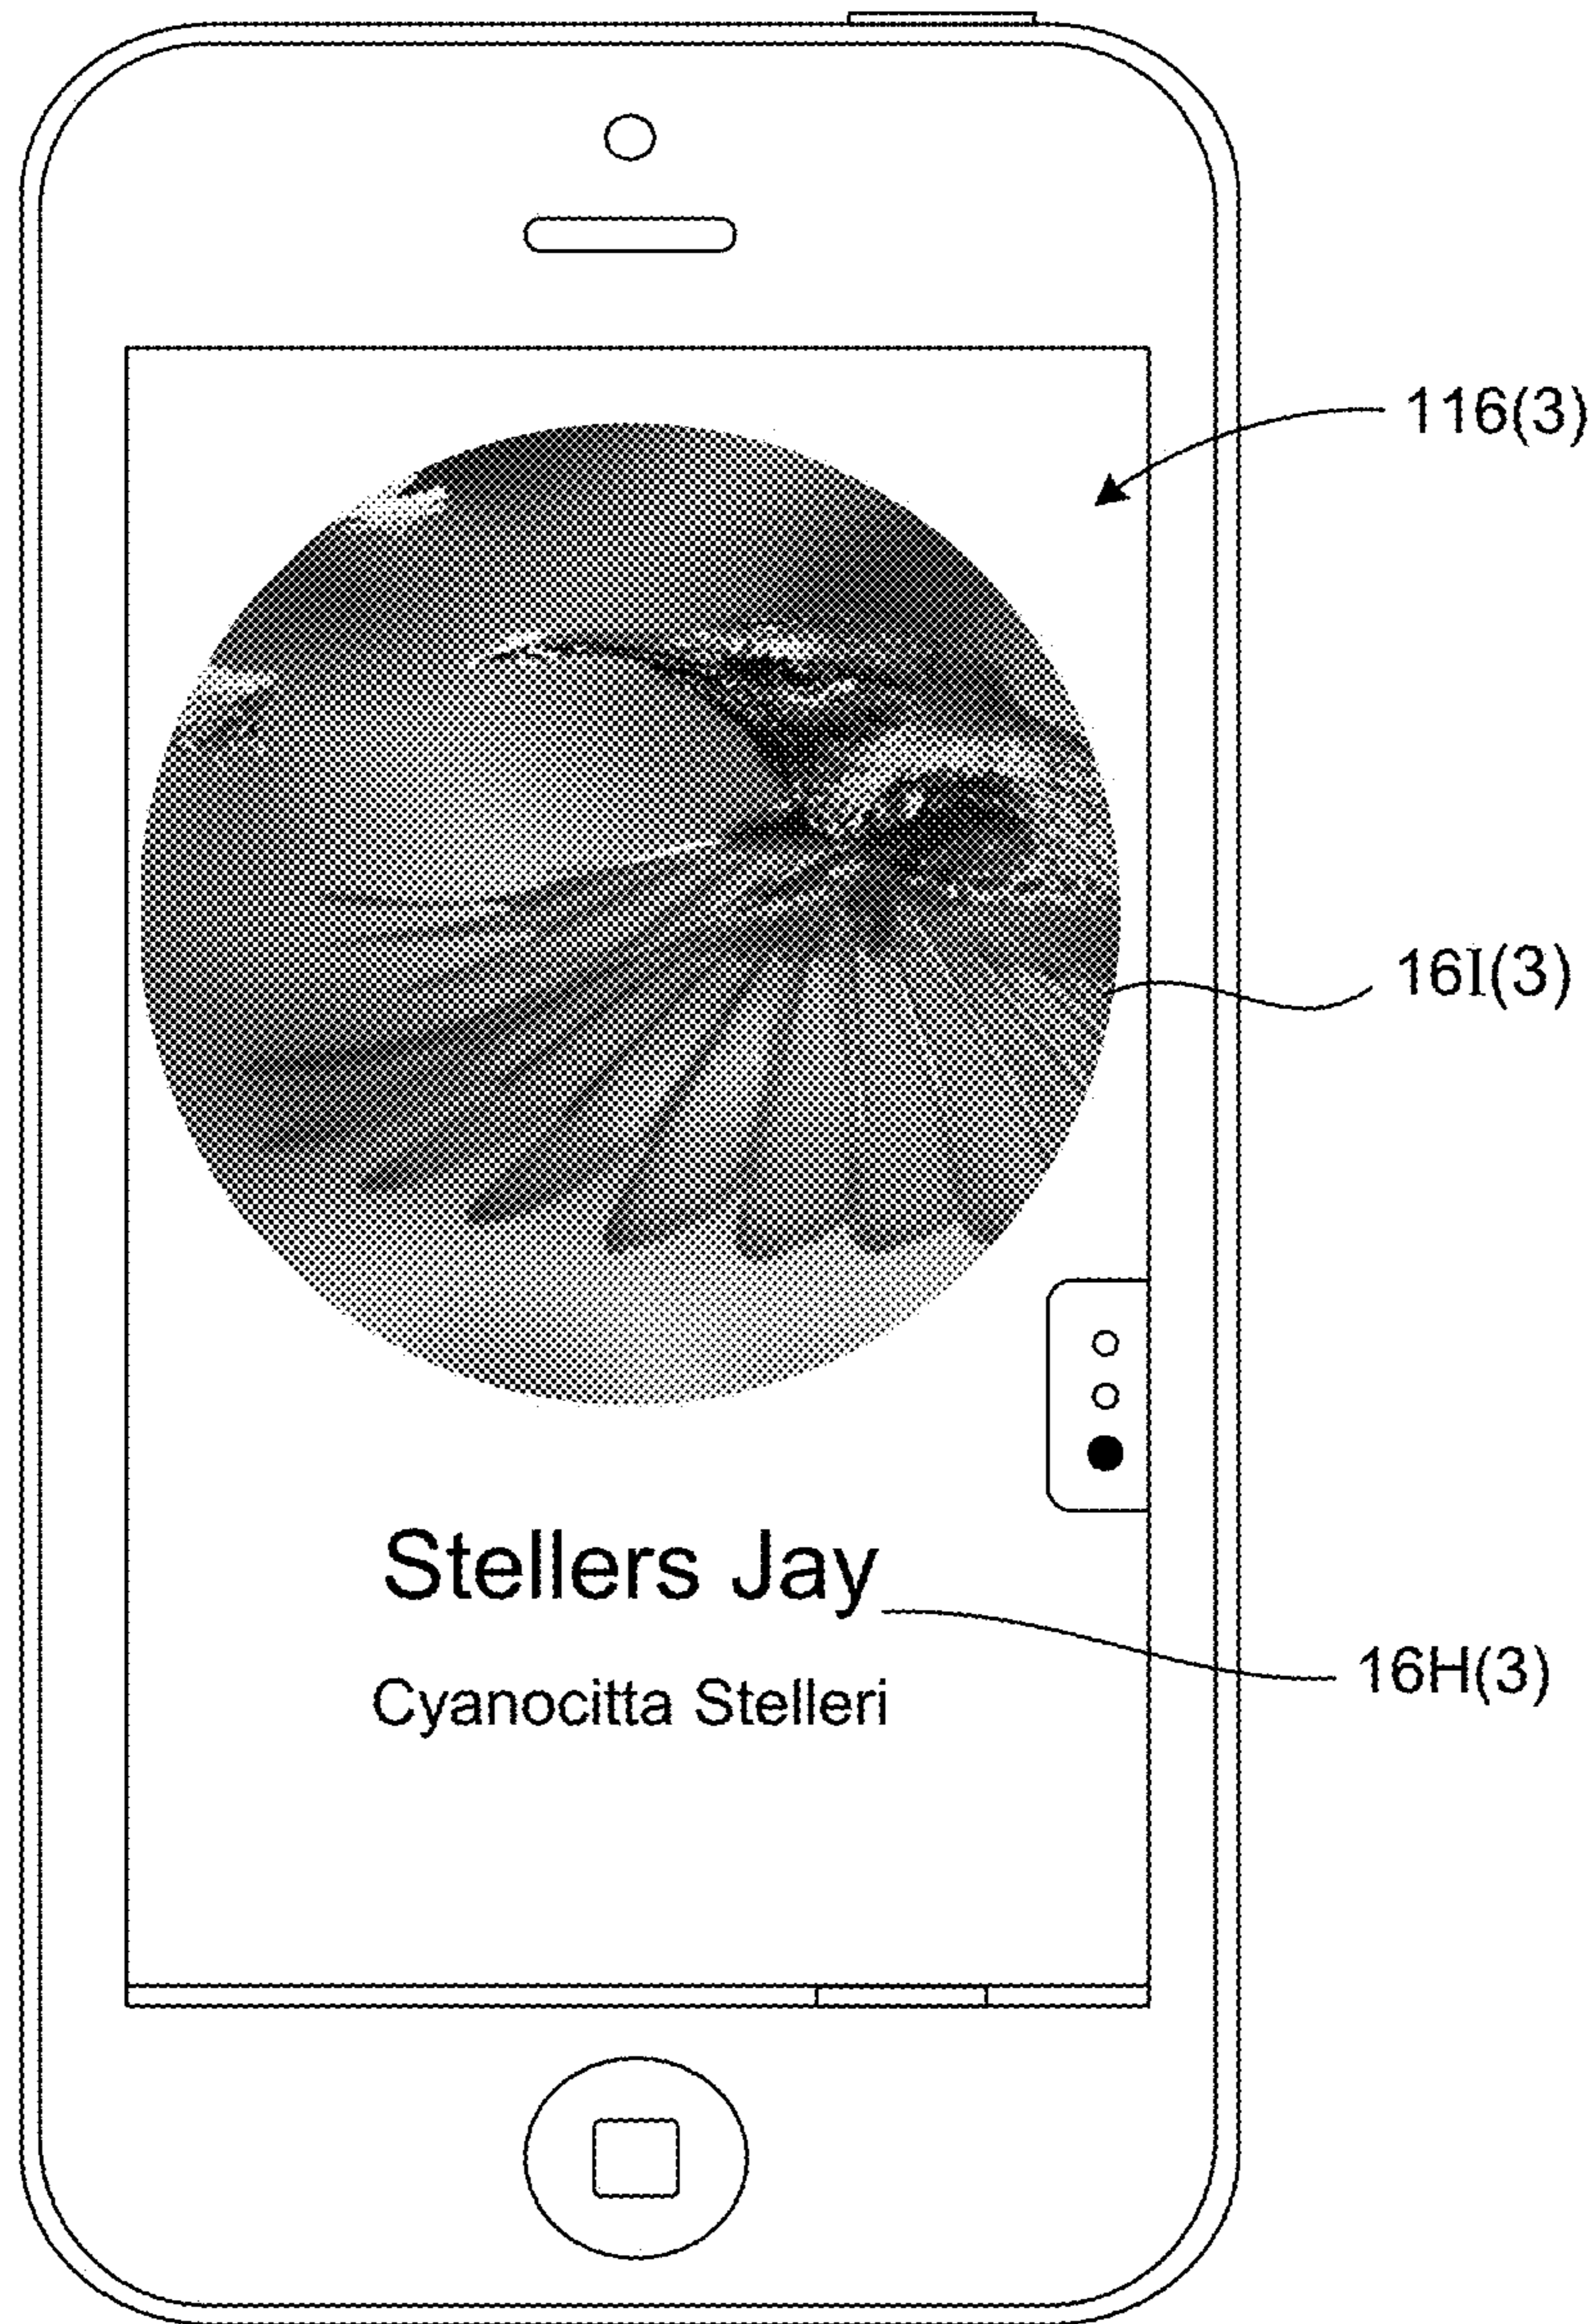 116(3)
16I(3)
Stellers Jay
16H(3)
Cyanocitta Stelleri